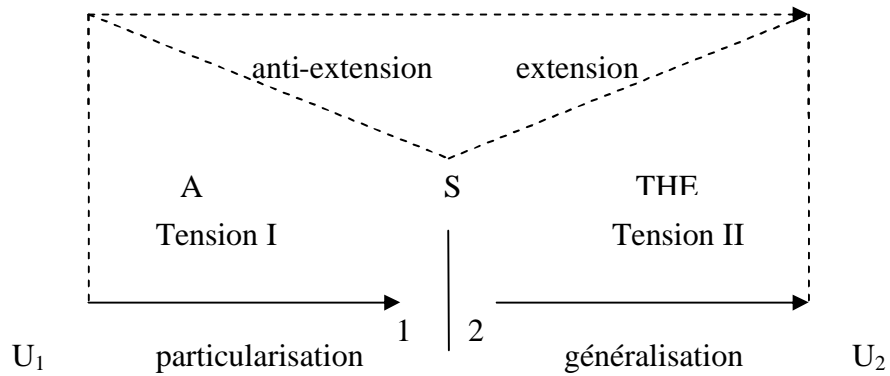 anti-extension extension
A S THE
Tension I Tension II
1 2
U₁ particularisation généralisation U₂